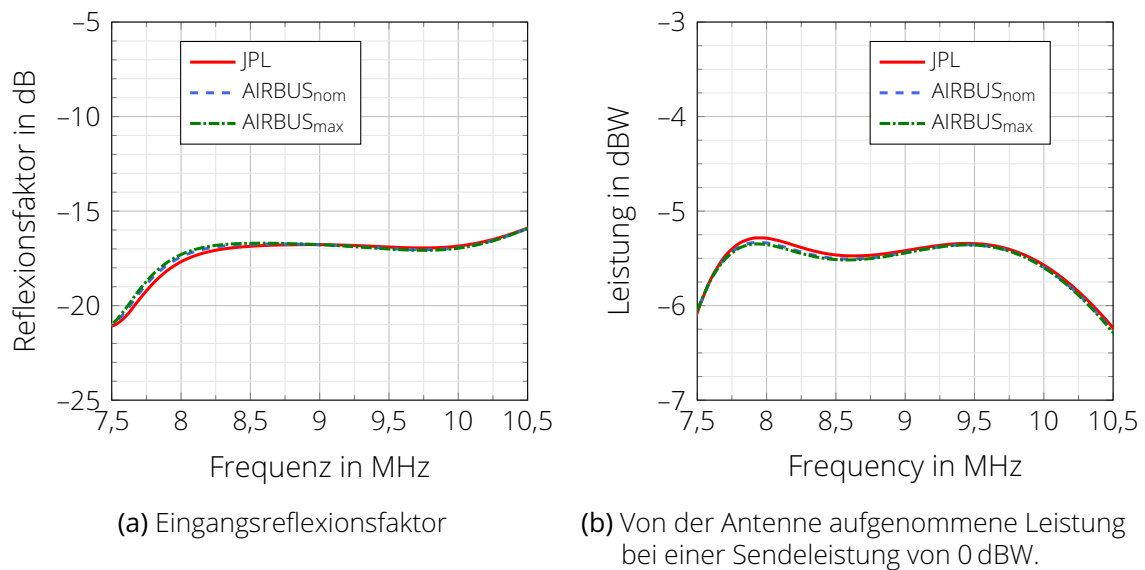 −5
−10
−15
−20
−25
7,5 8 8,5 9 9,5 10 10,5
Reflexionsfaktor in dB
Frequenz in MHz
JPL
AIRBUSnom
AIRBUSmax
(a) Eingangsreflexionsfaktor
−3
−4
−5
−6
−7
7,5 8 8,5 9 9,5 10 10,5
Leistung in dBW
Frequency in MHz
JPL
AIRBUSnom
AIRBUSmax
(b) Von der Antenne aufgenommene Leistung
bei einer Sendeleistung von 0 dBW.